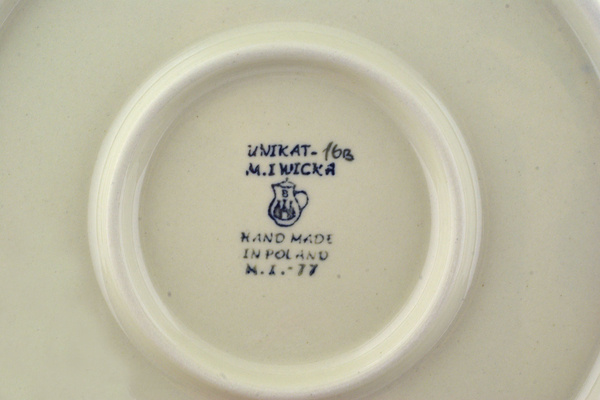 UNIKAT-16B
M.IWICKA
B
HAND MADE
IN POLAND
M.I.-77